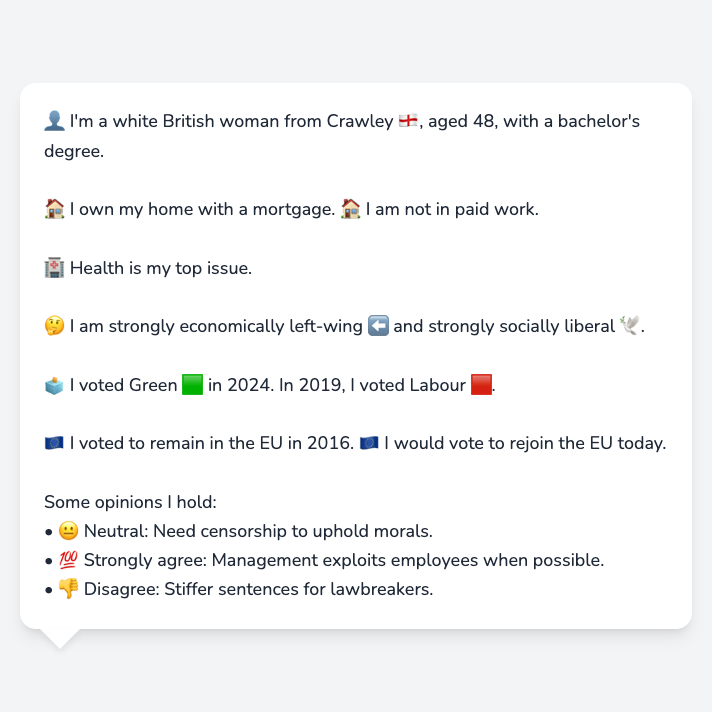 👤 I'm a white British woman from Crawley 🏴󠁧󠁢󠁥󠁮󠁧󠁿, aged 48, with a bachelor's
degree.
🏠 I own my home with a mortgage. 🏠 I am not in paid work.
🏥 Health is my top issue.
🤔 I am strongly economically left-wing ⬅️ and strongly socially liberal 🕊️.
🗳️ I voted Green 🟩 in 2024. In 2019, I voted Labour 🟥.
🇪🇺 I voted to remain in the EU in 2016. 🇪🇺 I would vote to rejoin the EU today.
Some opinions I hold:
• 😐 Neutral: Need censorship to uphold morals.
• 💯 Strongly agree: Management exploits employees when possible.
• 👎 Disagree: Stiffer sentences for lawbreakers.